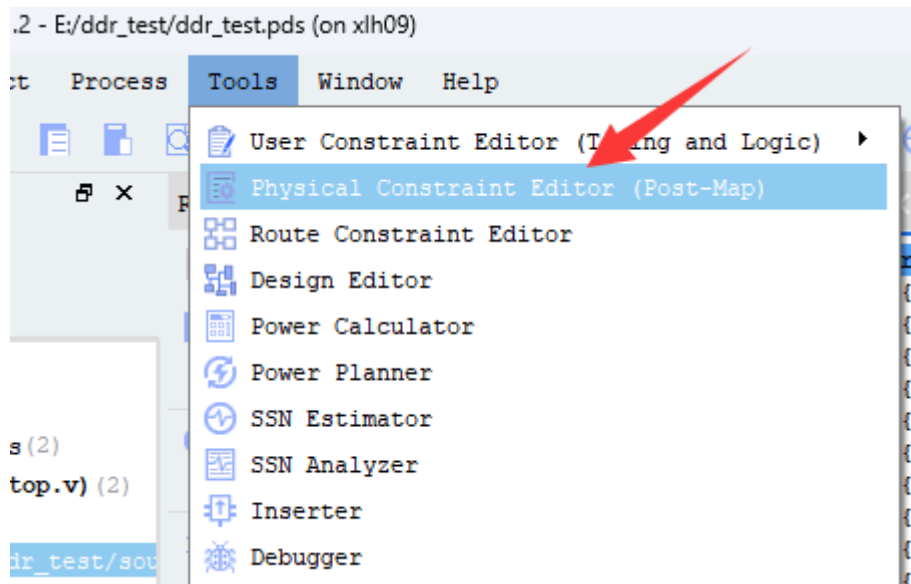 .2 - E:/ddr_test/ddr_test.pds (on xlh09)
ct Process Tools Window Help
User Constraint Editor (Timing and Logic)
Physical Constraint Editor (Post-Map)
Route Constraint Editor
Design Editor
Power Calculator
Power Planner
SSN Estimator
SSN Analyzer
s(2)
top.v) (2)
Inserter
dr_test/sou
Debugger